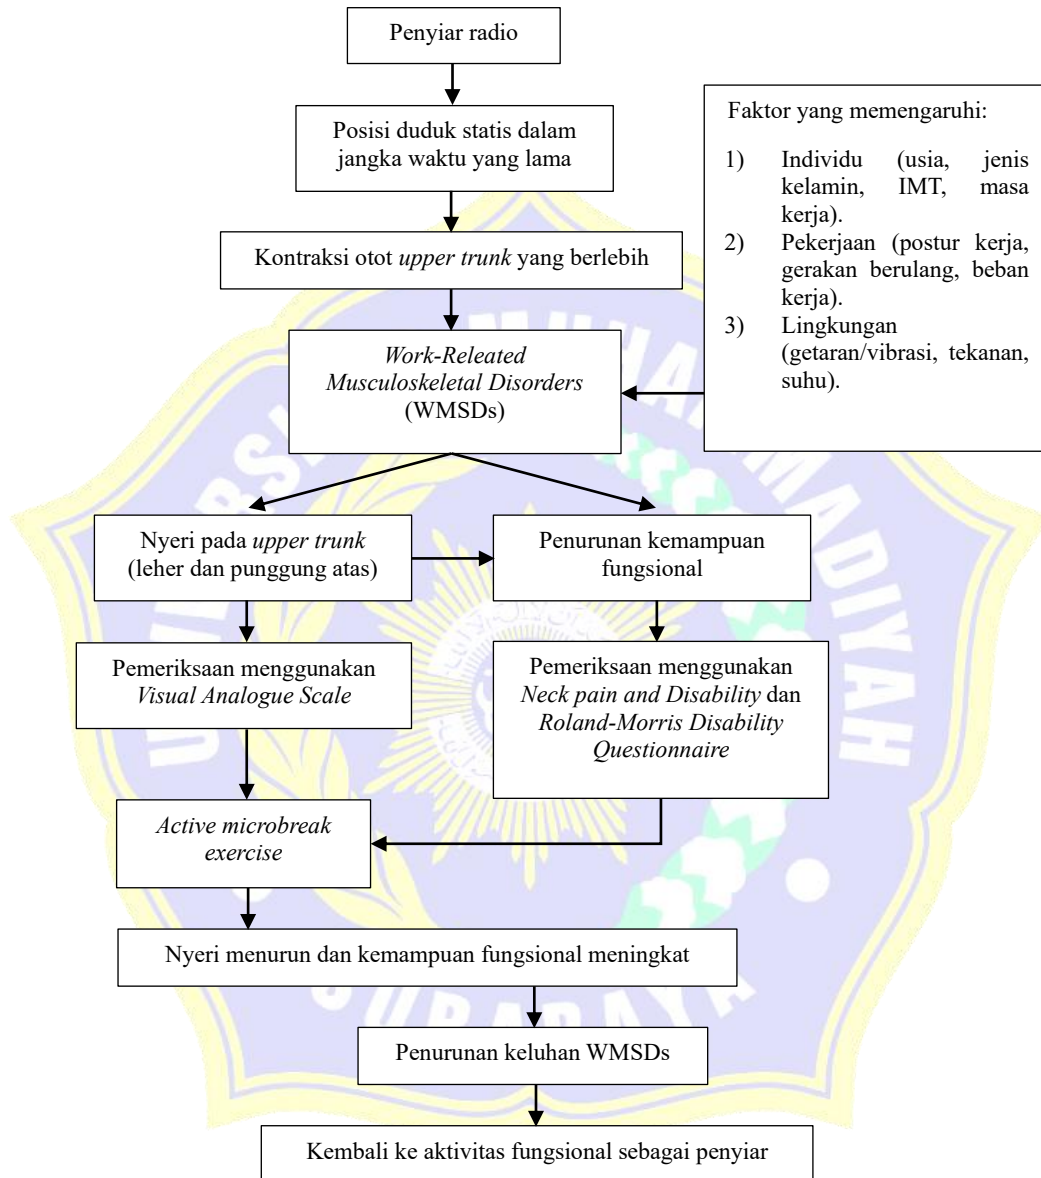 Penyiar radio
Posisi duduk statis dalam
jangka waktu yang lama
Faktor yang memengaruhi:
1) Individu (usia, jenis
kelamin, IMT, masa
kerja).
2) Pekerjaan (postur kerja,
gerakan berulang, beban
kerja).
3) Lingkungan
(getaran/vibrasi, tekanan,
suhu).
Kontraksi otot upper trunk yang berlebih
Work-Releated
Musculoskeletal Disorders
(WMSDs)
Nyeri pada upper trunk
(leher dan punggung atas)
Penurunan kemampuan
fungsional
Pemeriksaan menggunakan
Visual Analogue Scale
Pemeriksaan menggunakan
Neck pain and Disability dan
Roland-Morris Disability
Questionnaire
Active microbreak
exercise
Nyeri menurun dan kemampuan fungsional meningkat
Penurunan keluhan WMSDs
Kembali ke aktivitas fungsional sebagai penyiar
SURABAYA